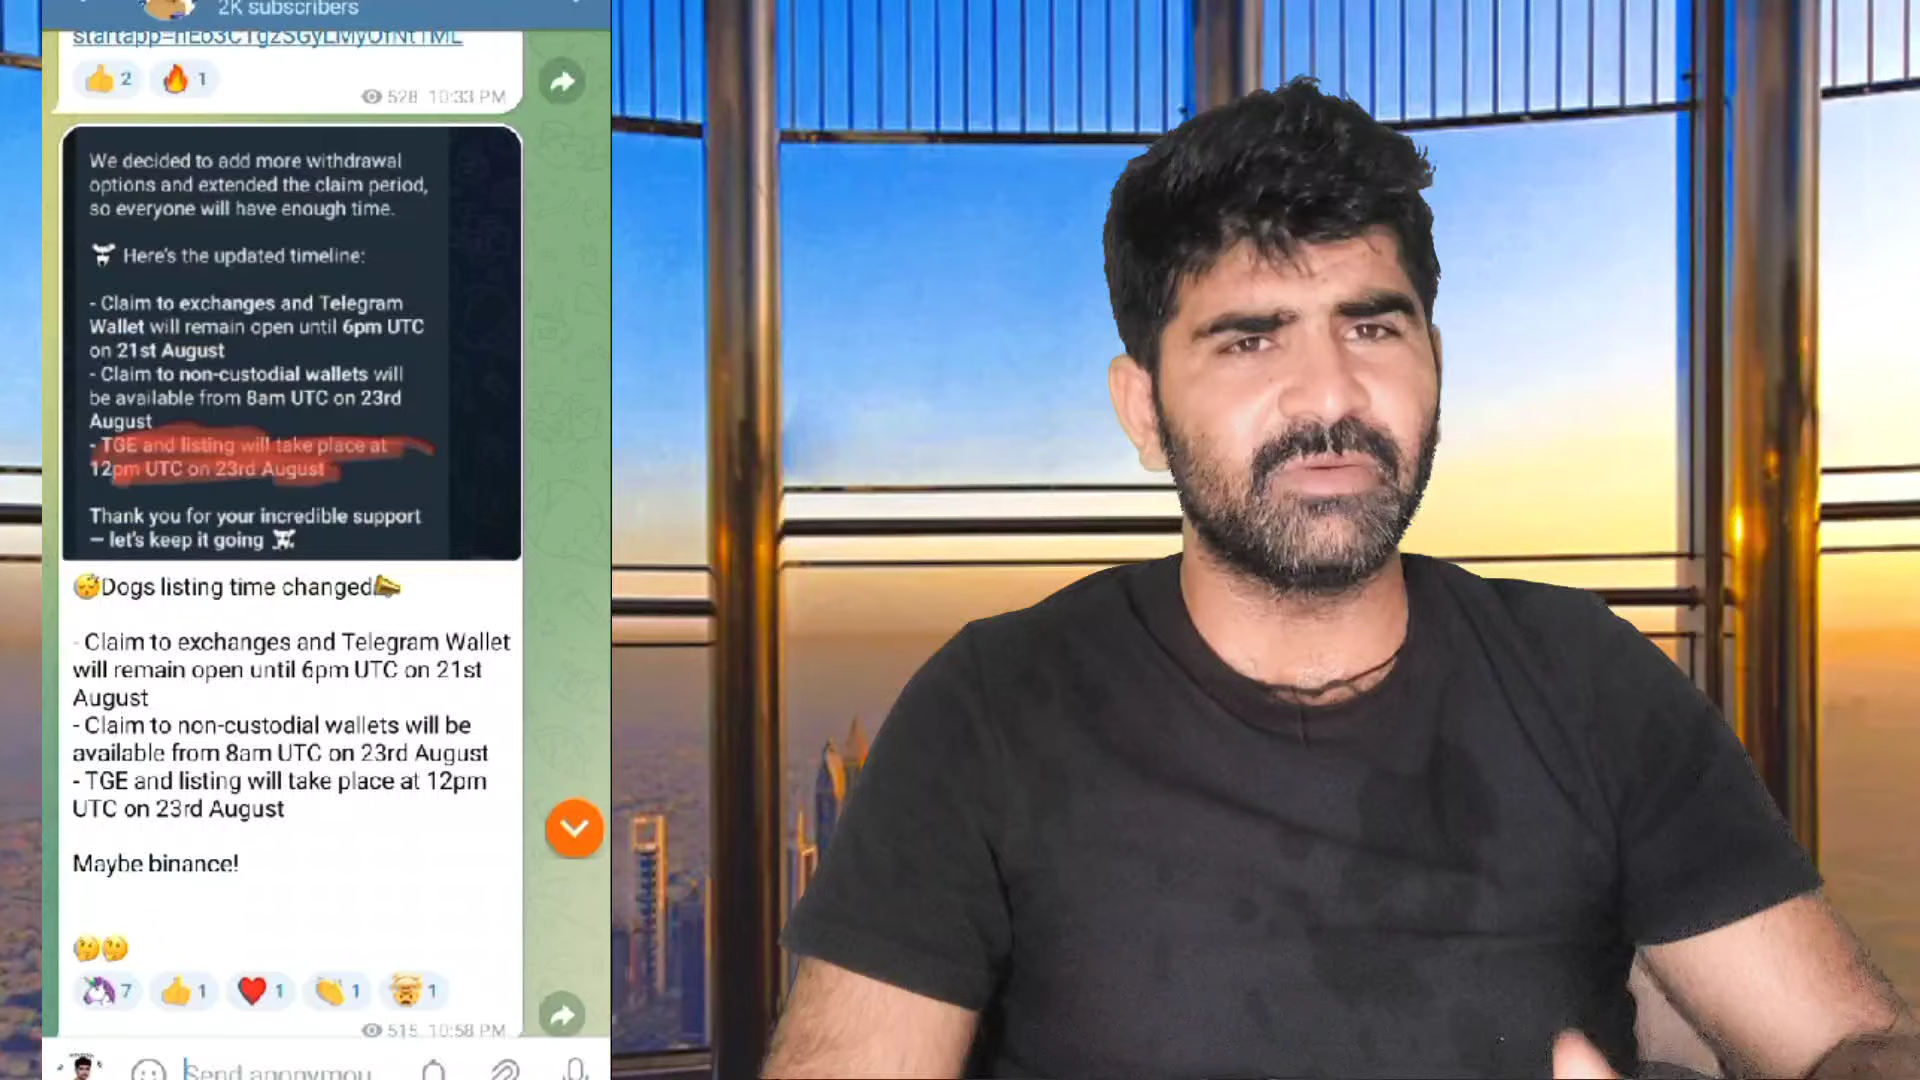 2K subscribers
👍 2 🔥 1
528 10:33 PM
We decided to add more withdrawal
options and extended the claim period,
so everyone will have enough time.
Here's the updated timeline:
- Claim to exchanges and Telegram
Wallet will remain open until 6pm UTC
on 21st August
- Claim to non-custodial wallets will
be available from 8am UTC on 23rd
August
- TGE and listing will take place at
12pm UTC on 23rd August
Thank you for your incredible support
– let's keep it going
😴Dogs listing time changed📣
- Claim to exchanges and Telegram Wallet
will remain open until 6pm UTC on 21st
August
- Claim to non-custodial wallets will be
available from 8am UTC on 23rd August
- TGE and listing will take place at 12pm
UTC on 23rd August
Maybe binance!
🤔🤔
🦄 7 👍 1 ❤️ 1 👏 1 🤯 1
515 10:58 PM
Send anonymou